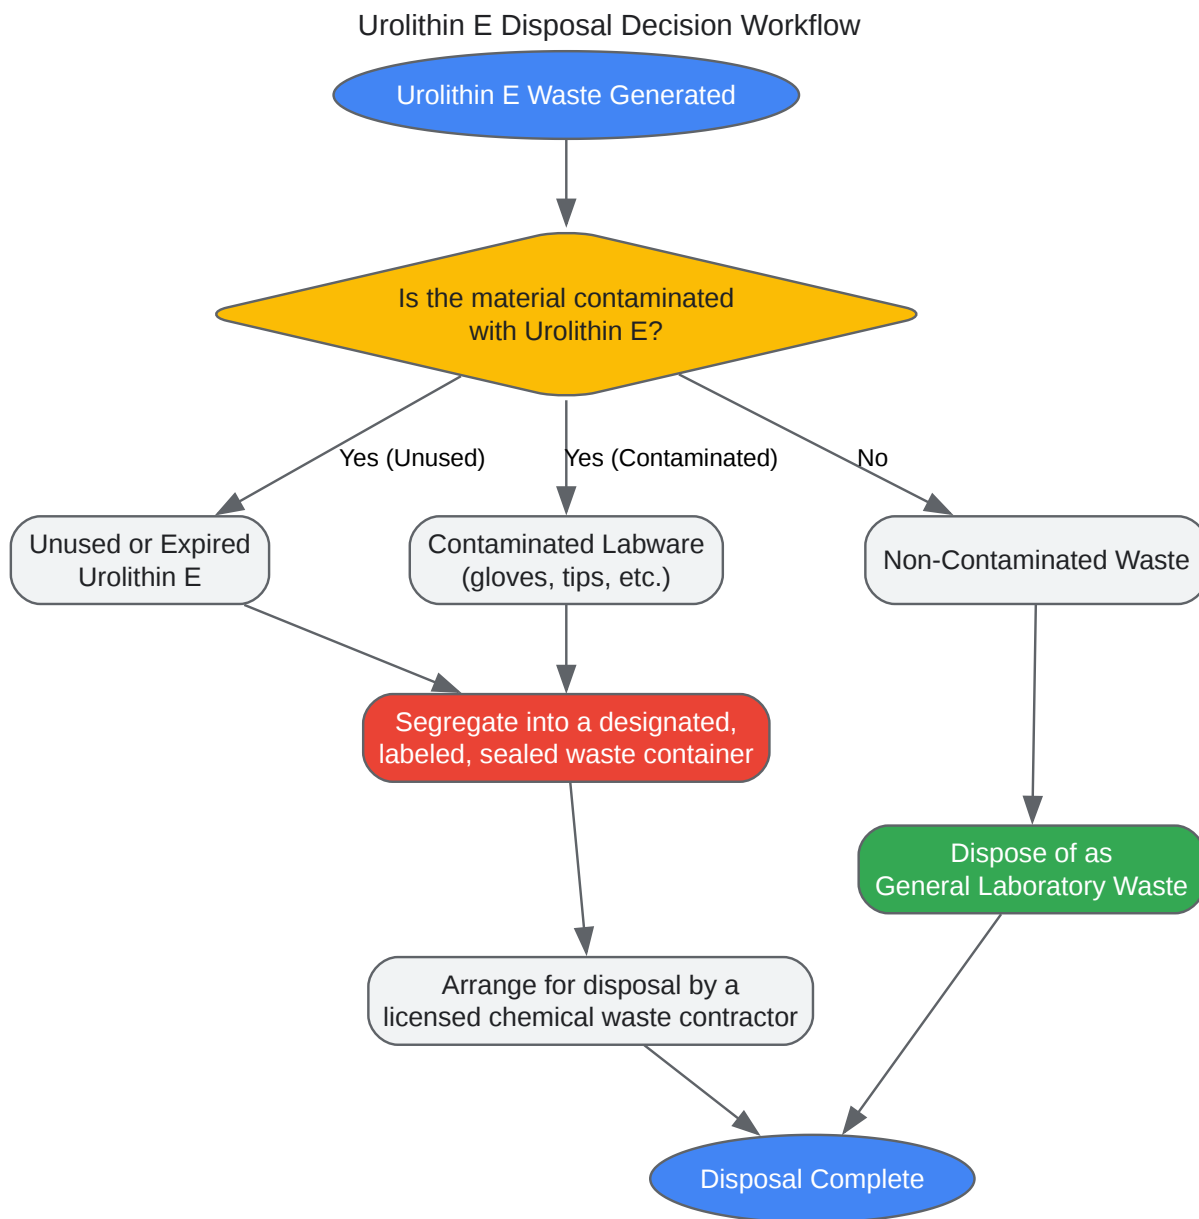 Urolithin E Disposal Decision Workflow
Urolithin E Waste Generated
Is the material contaminated
with Urolithin E?
Yes (Unused)
Yes (Contaminated)
No
Unused or Expired
Urolithin E
Contaminated Labware
(gloves, tips, etc.)
Non-Contaminated Waste
Segregate into a designated,
labeled, sealed waste container
Dispose of as
General Laboratory Waste
Arrange for disposal by a
licensed chemical waste contractor
Disposal Complete